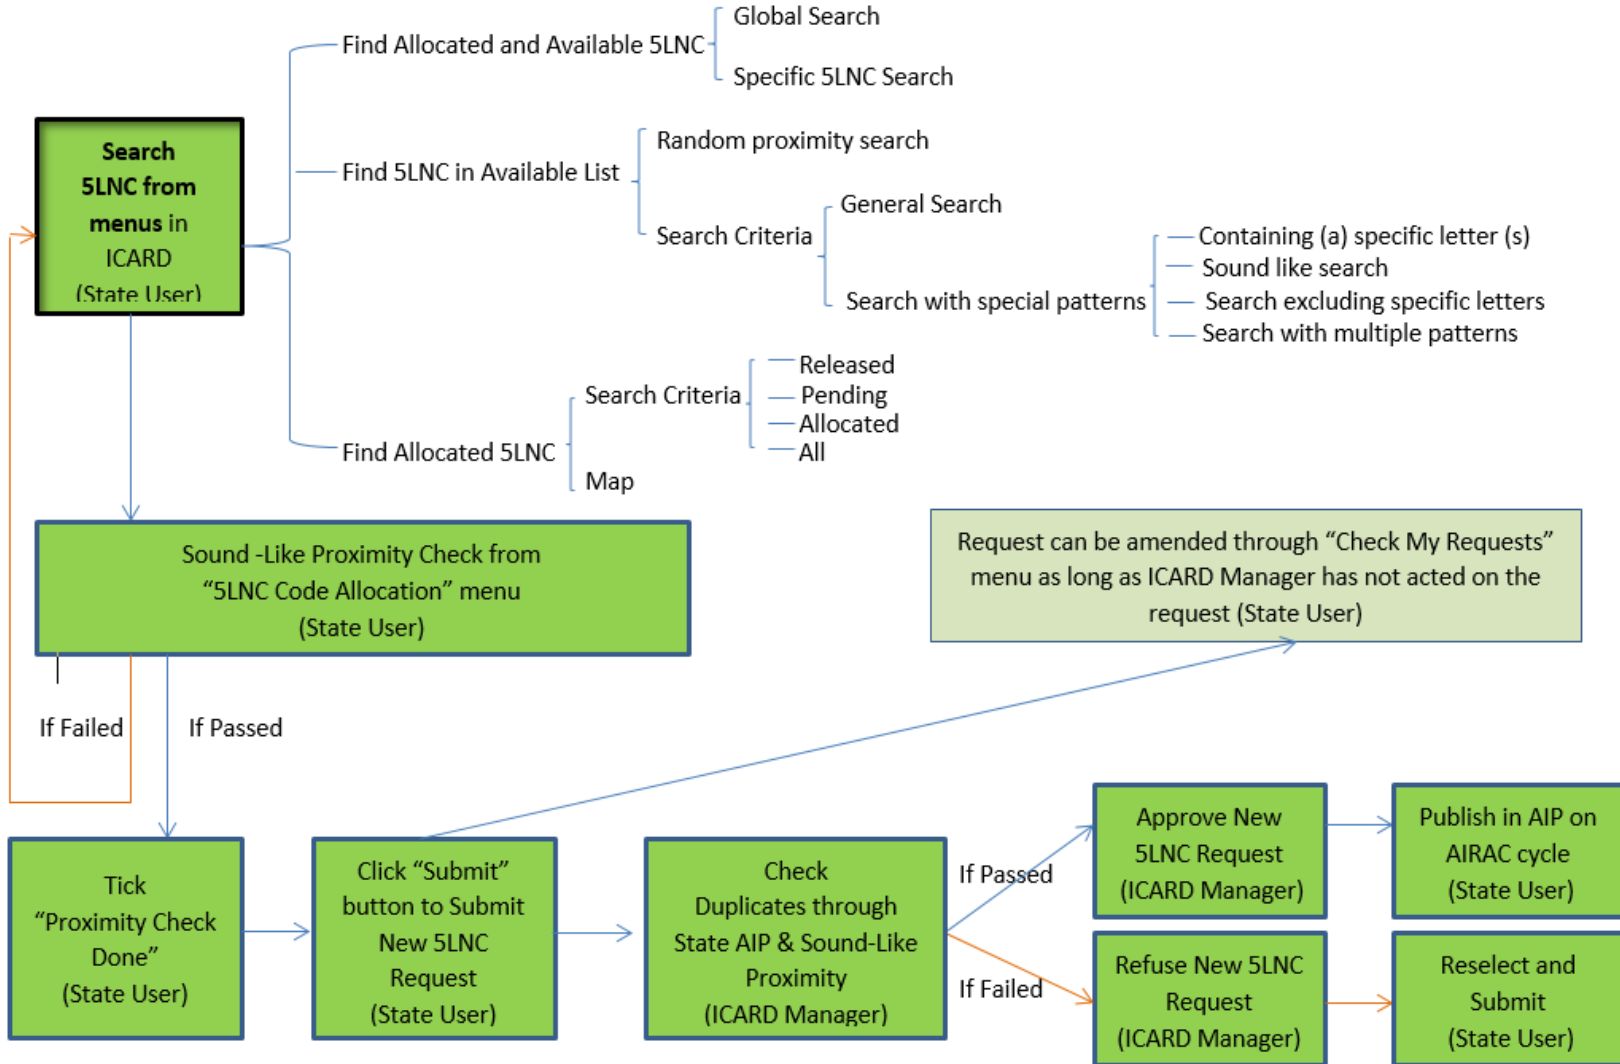 Global Search
Find Allocated and Available 5LNC
Specific 5LNC Search
Search
5LNC from
menus in
ICARD
(State User)
Random proximity search
Find 5LNC in Available List
General Search
Search Criteria
Containing (a) specific letter (s)
Sound like search
Search with special patterns
Search excluding specific letters
Search with multiple patterns
Released
Search Criteria
Pending
Allocated
Find Allocated 5LNC
All
Map
Sound -Like Proximity Check from
“5LNC Code Allocation” menu
(State User)
Request can be amended through “Check My Requests”
menu as long as ICARD Manager has not acted on the
request (State User)
If Failed
If Passed
Tick
“Proximity Check
Done”
(State User)
Click “Submit”
button to Submit
New 5LNC
Request
(State User)
Check
Duplicates through
State AIP & Sound-Like
Proximity
(ICARD Manager)
If Passed
If Failed
Approve New
5LNC Request
(ICARD Manager)
Publish in AIP on
AIRAC cycle
(State User)
Refuse New 5LNC
Request
(ICARD Manager)
Reselect and
Submit
(State User)